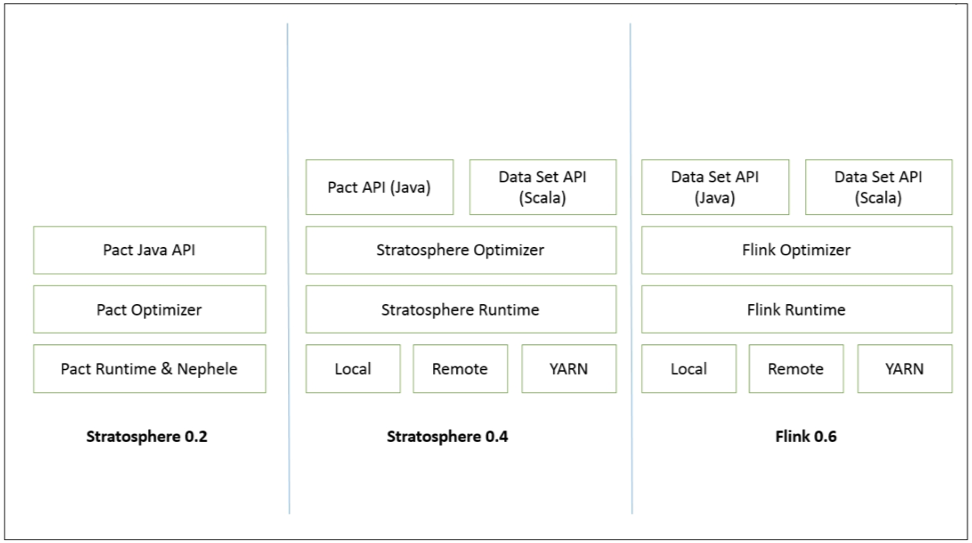 Pact Java API
Pact Optimizer
Pact Runtime & Nephele
Stratosphere 0.2
Pact API (Java)
Data Set API
(Scala)
Stratosphere Optimizer
Stratosphere Runtime
Local
Remote
YARN
Stratosphere 0.4
Data Set API
(Java)
Data Set API
(Scala)
Flink Optimizer
Flink Runtime
Local
Remote
YARN
Flink 0.6